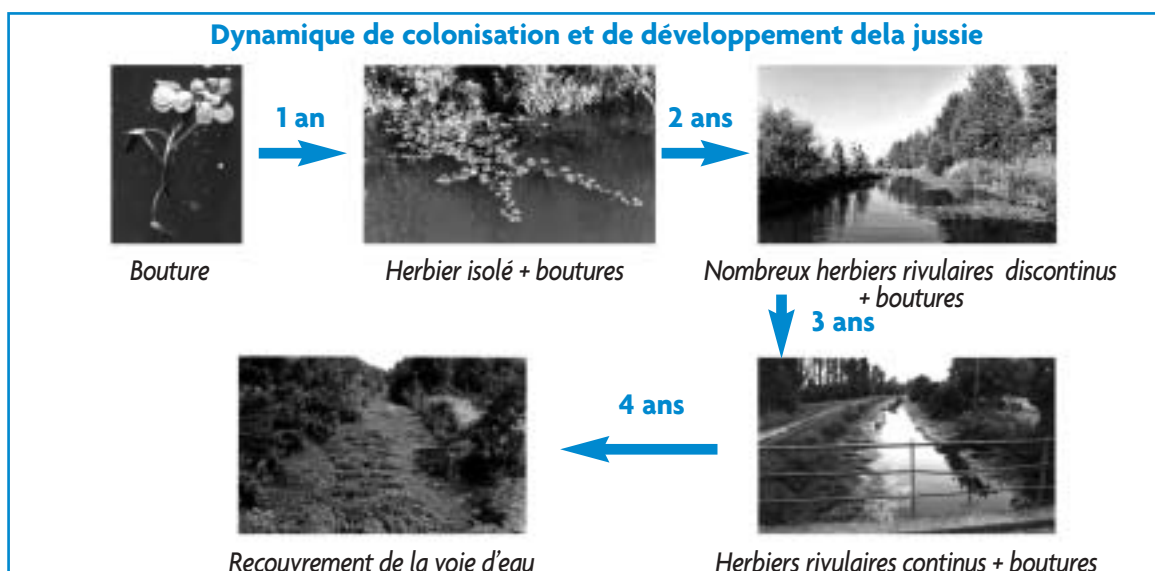 Dynamique de colonisation et de développement dela jussie
1 an
2 ans
Bouture
Herbier isolé + boutures
Nombreux herbiers rivulaires discontinus
+ boutures
3 ans
4 ans
Recouvrement de la voie d'eau
Herbiers rivulaires continus + boutures